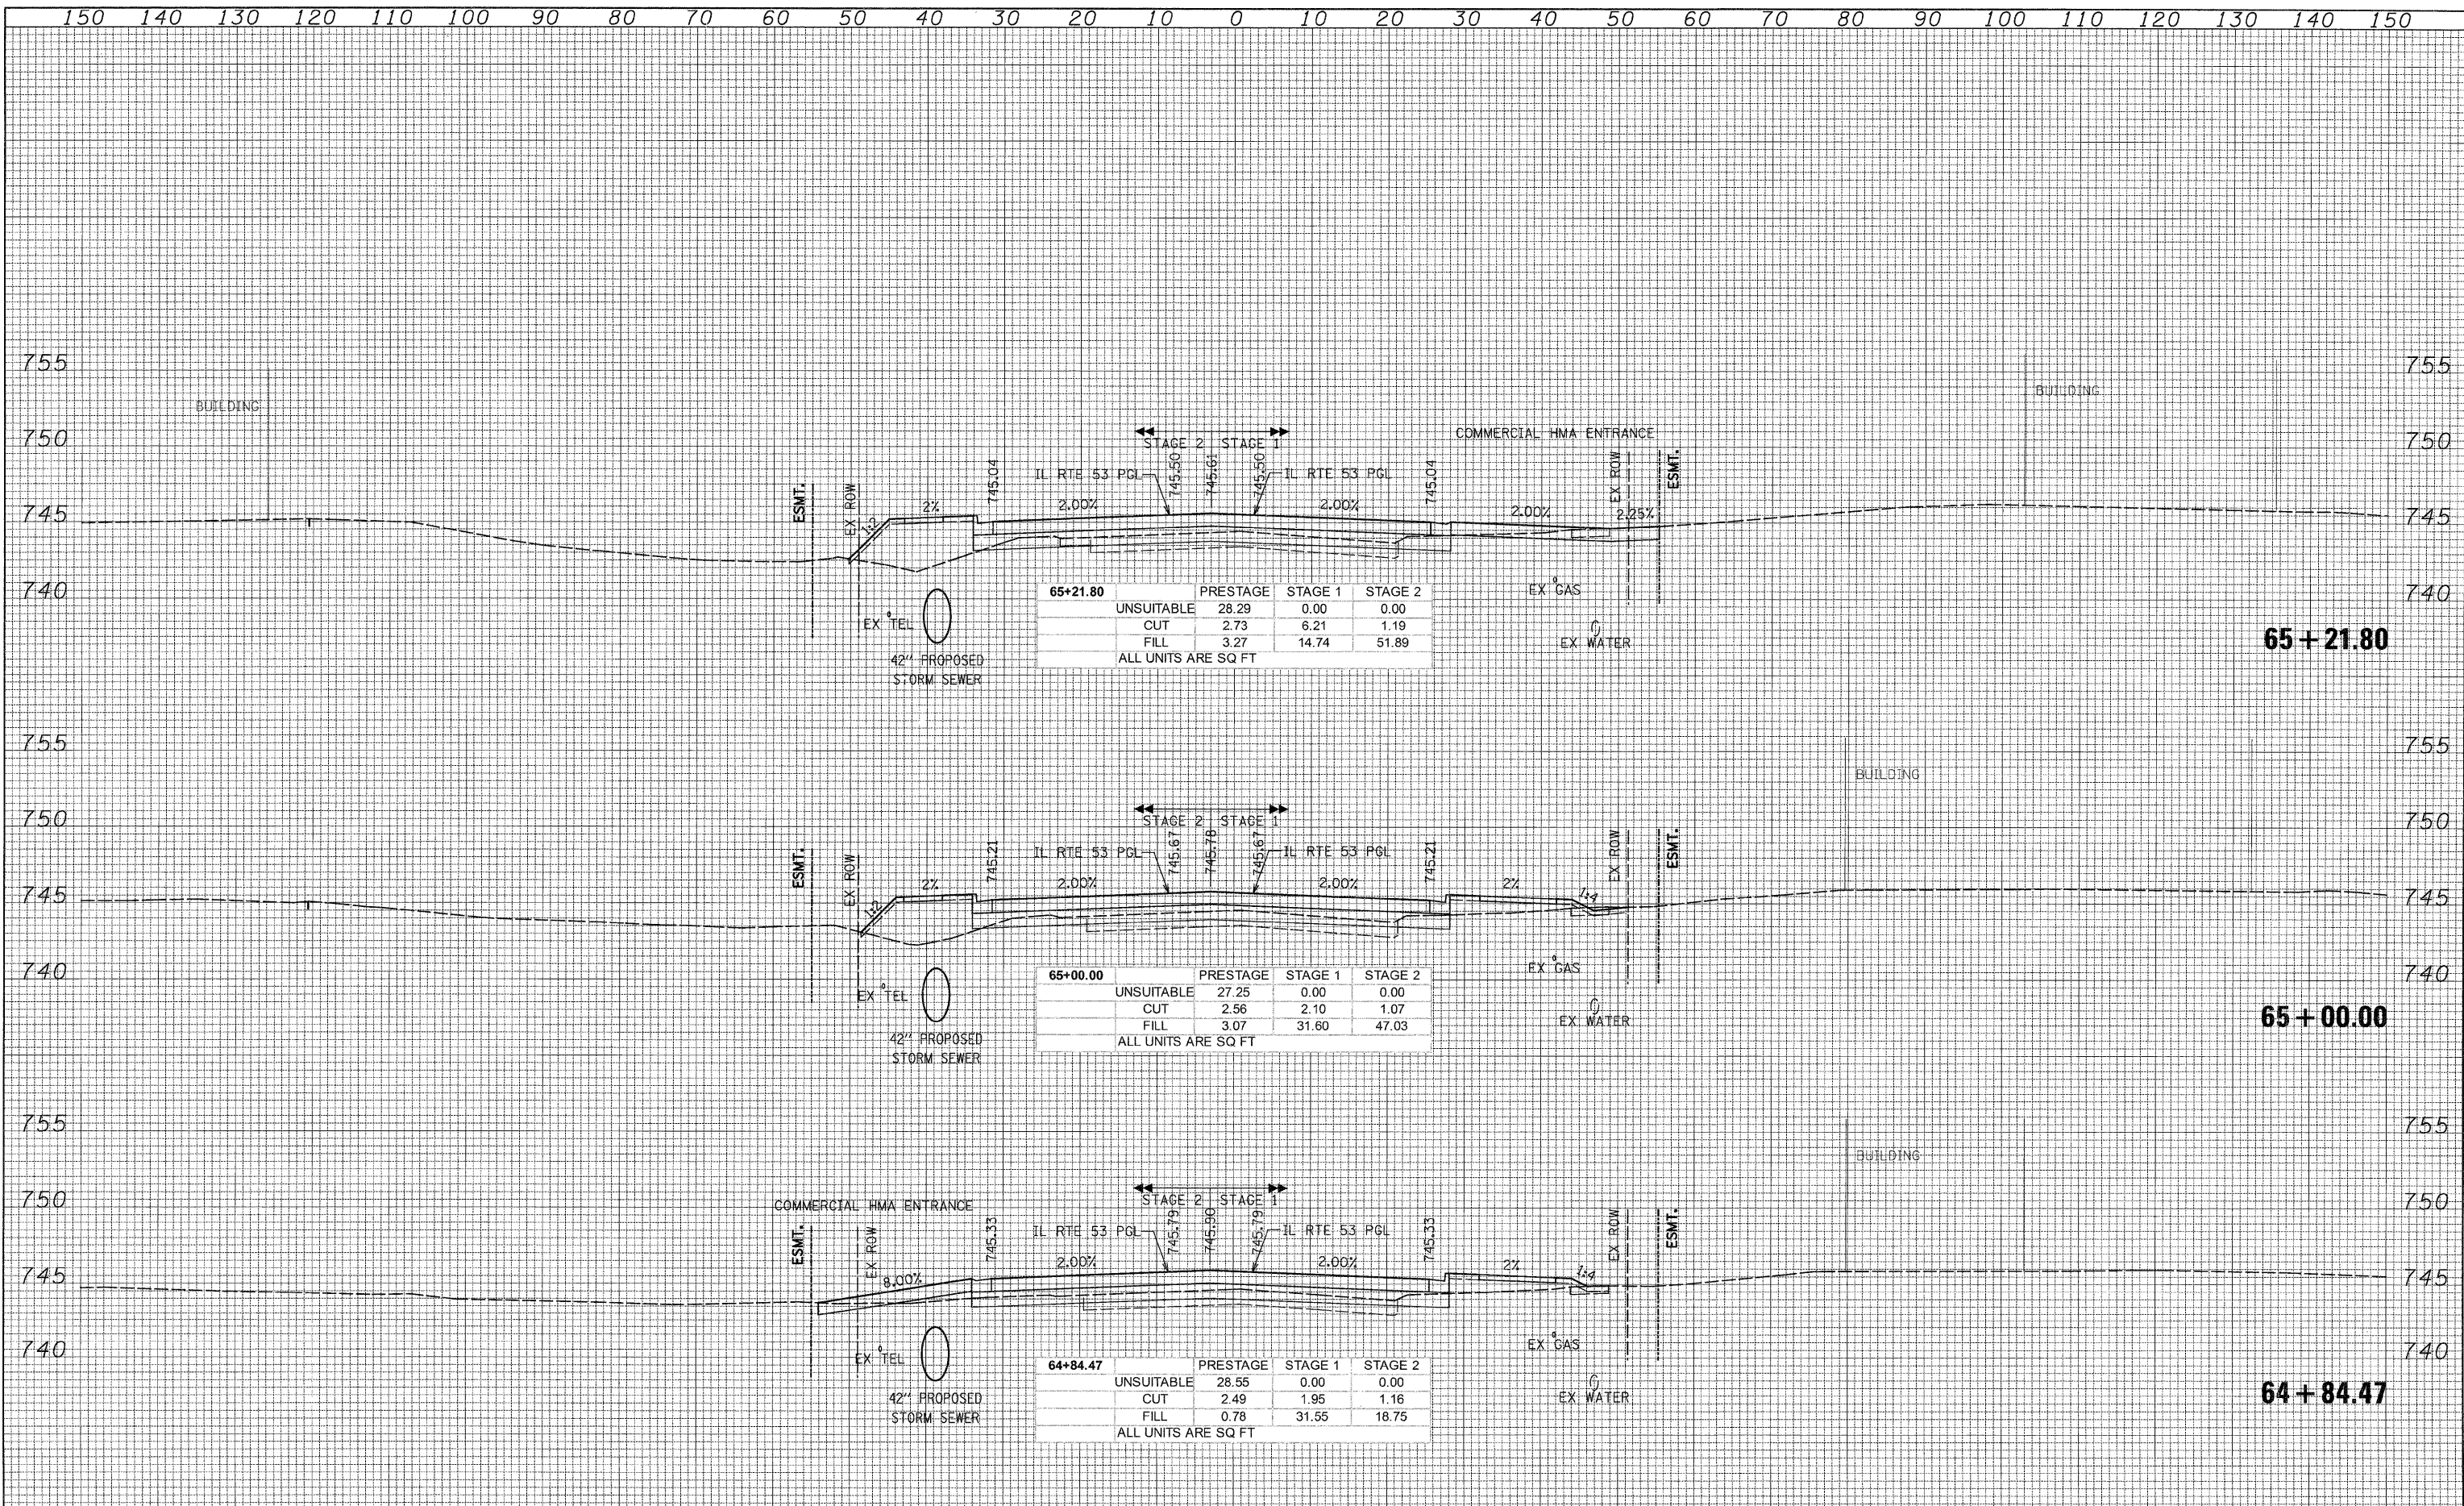 150 140 130 120 110 100 90 80 70 60 50 40 30 20 10 0 10 20 30 40 50 60 70 80 90 100 110 120 130 140 150
755 755
BUILDING BUILDING
750 750
STAGE 2 STAGE 1
COMMERCIAL HMA ENTRANCE
ESMT. EX ROW 745.04 IL RTE 53 PGL 745.50 745.61 745.50 IL RTE 53 PGL 745.04 EX ROW ESMT.
745 1:2 2% 2.00% 2.00% 2.00% 2.25% 745
740 EX GAS 740
EX TEL
42" PROPOSED
STORM SEWER
EX WATER
65+21.80 PRESTAGE STAGE 1 STAGE 2
UNSUITABLE 28.29 0.00 0.00
CUT 2.73 6.21 1.19
FILL 3.27 14.74 51.89
ALL UNITS ARE SQ FT
65+21.80
755 755
BUILDING
750 750
STAGE 2 STAGE 1
ESMT. EX ROW 745.21 IL RTE 53 PGL 745.67 745.78 745.67 IL RTE 53 PGL 745.21 EX ROW ESMT.
745 1:2 2% 2.00% 2.00% 2% 1:4 745
740 EX GAS 740
EX TEL
42" PROPOSED
STORM SEWER
EX WATER
65+00.00 PRESTAGE STAGE 1 STAGE 2
UNSUITABLE 27.25 0.00 0.00
CUT 2.56 2.10 1.07
FILL 3.07 31.60 47.03
ALL UNITS ARE SQ FT
65+00.00
755 755
BUILDING
750 750
STAGE 2 STAGE 1
COMMERCIAL HMA ENTRANCE
ESMT. EX ROW 745.33 IL RTE 53 PGL 745.79 745.90 745.79 IL RTE 53 PGL 745.33 EX ROW ESMT.
745 8.00% 2.00% 2.00% 2% 1:4 745
740 EX GAS 740
EX TEL
42" PROPOSED
STORM SEWER
EX WATER
64+84.47 PRESTAGE STAGE 1 STAGE 2
UNSUITABLE 28.55 0.00 0.00
CUT 2.49 1.95 1.16
FILL 0.78 31.55 18.75
ALL UNITS ARE SQ FT
64+84.47